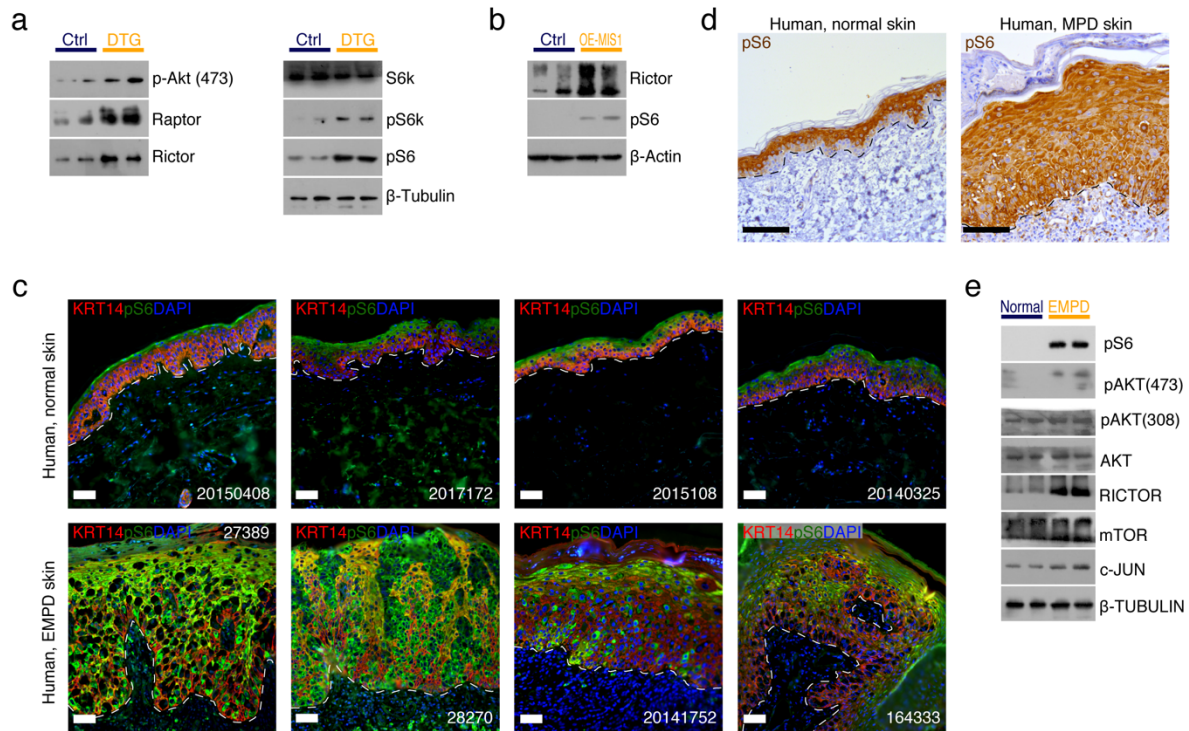 a
Ctrl DTG
p-Akt (473)
Raptor
Rictor
Ctrl DTG
S6k
pS6k
pS6
β-Tubulin
b
Ctrl OE-MIS1
Rictor
pS6
β-Actin
d
Human, normal skin
pS6
Human, MPD skin
pS6
c
Human, normal skin
KRT14pS6DAPI
20150408
KRT14pS6DAPI
2017172
KRT14pS6DAPI
2015108
KRT14pS6DAPI
20140325
Human, EMPD skin
KRT14pS6DAPI 27389
KRT14pS6DAPI
28270
KRT14pS6DAPI
20141752
KRT14pS6DAPI
164333
e
Normal EMPD
pS6
pAKT(473)
pAKT(308)
AKT
RICTOR
mTOR
c-JUN
β-TUBULIN